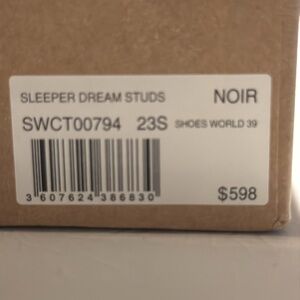 SLEEPER DREAM STUDS NOIR
SWCT00794 23S SHOES WORLD 39
3 607624 386830
$598